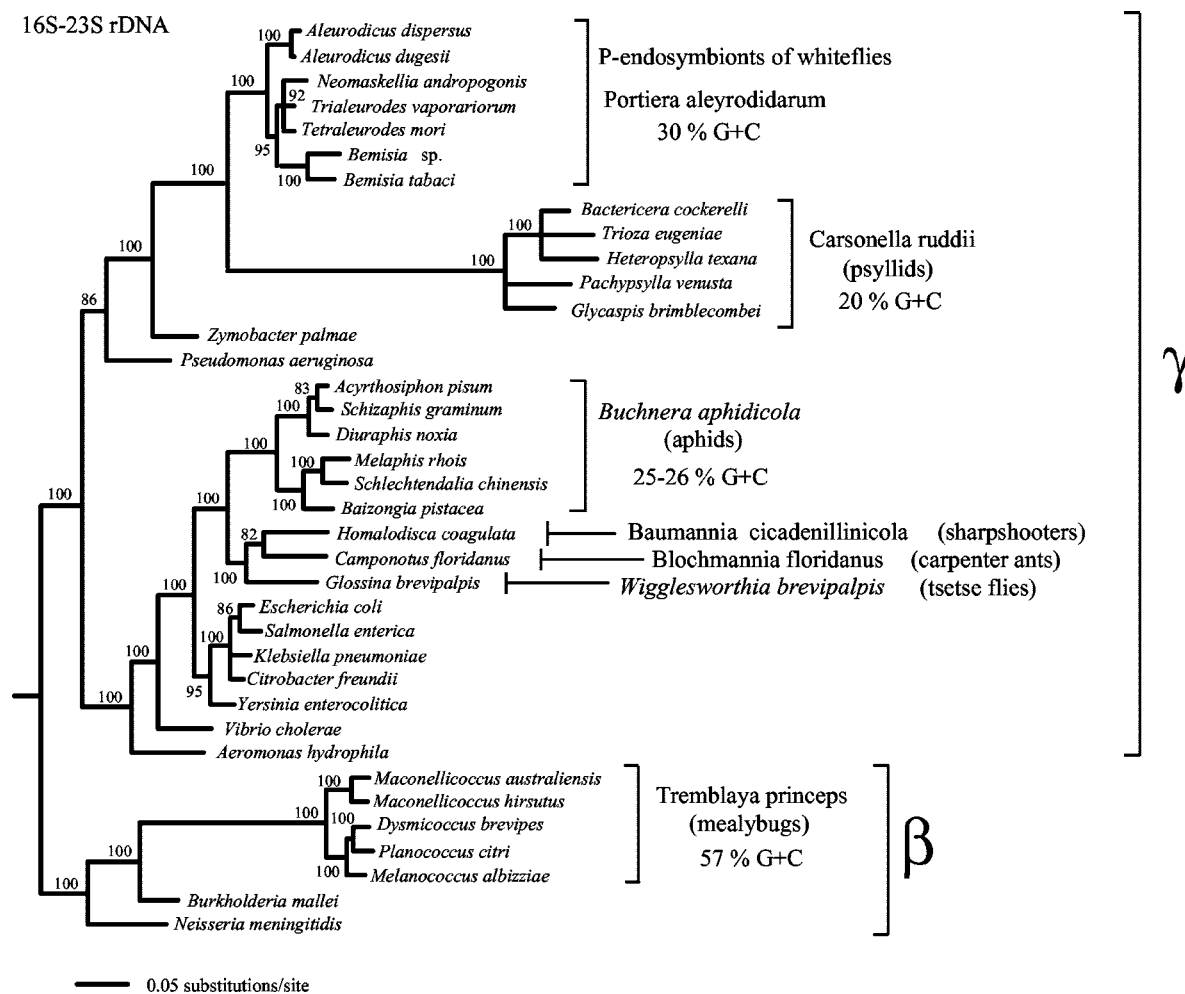 16S-23S rDNA
100
Aleurodicus dispersus
Aleurodicus dugesii
100
92
Neomaskellia andropogonis
Trialeurodes vaporariorum
Tetraleurodes mori
95
Bemisia sp.
100
Bemisia tabaci
P-endosymbionts of whiteflies
Portiera aleyrodidarum
30 % G+C
100
100
Bactericera cockerelli
Trioza eugeniae
Heteropsylla texana
100
Pachypsylla venusta
Glycaspis brimblecombei
Carsonella ruddii
(psyllids)
20 % G+C
100
86
Zymobacter palmae
Pseudomonas aeruginosa
γ
83
Acyrthosiphon pisum
100
Schizaphis graminum
Diuraphis noxia
100
100
Melaphis rhois
Schlechtendalia chinensis
100
Baizongia pistacea
Buchnera aphidicola
(aphids)
25-26 % G+C
100
100
82
Homalodisca coagulata
Baumannia cicadenillinicola (sharpshooters)
Camponotus floridanus
Blochmannia floridanus (carpenter ants)
100
Glossina brevipalpis
Wigglesworthia brevipalpis (tsetse flies)
100
86
Escherichia coli
Salmonella enterica
100
Klebsiella pneumoniae
Citrobacter freundii
95
Yersinia enterocolitica
100
100
Vibrio cholerae
Aeromonas hydrophila
100
Maconellicoccus australiensis
Maconellicoccus hirsutus
100
100
Dysmicoccus brevipes
Planococcus citri
100
Melanococcus albizziae
Tremblaya princeps
(mealybugs)
57 % G+C
β
100
100
Burkholderia mallei
Neisseria meningitidis
0.05 substitutions/site